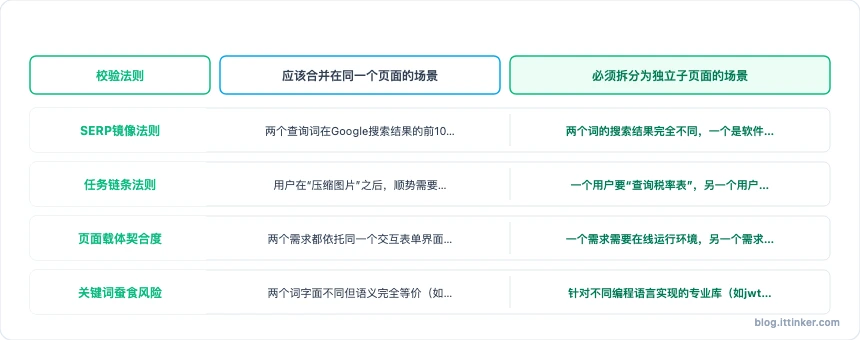 校验法则 应该合并在同一个页面的场景 必须拆分为独立子页面的场景
SERP镜像法则 两个查询词在Google搜索结果的前10... 两个词的搜索结果完全不同，一个是软件...
任务链条法则 用户在“压缩图片”之后，顺势需要... 一个用户要“查询税率表”，另一个用户...
页面载体契合度 两个需求都依托同一个交互表单界面... 一个需求需要在线运行环境，另一个需求...
关键词蚕食风险 两个词字面不同但语义完全等价（如... 针对不同编程语言实现的专业库（如jwt...
blog.ittinker.com